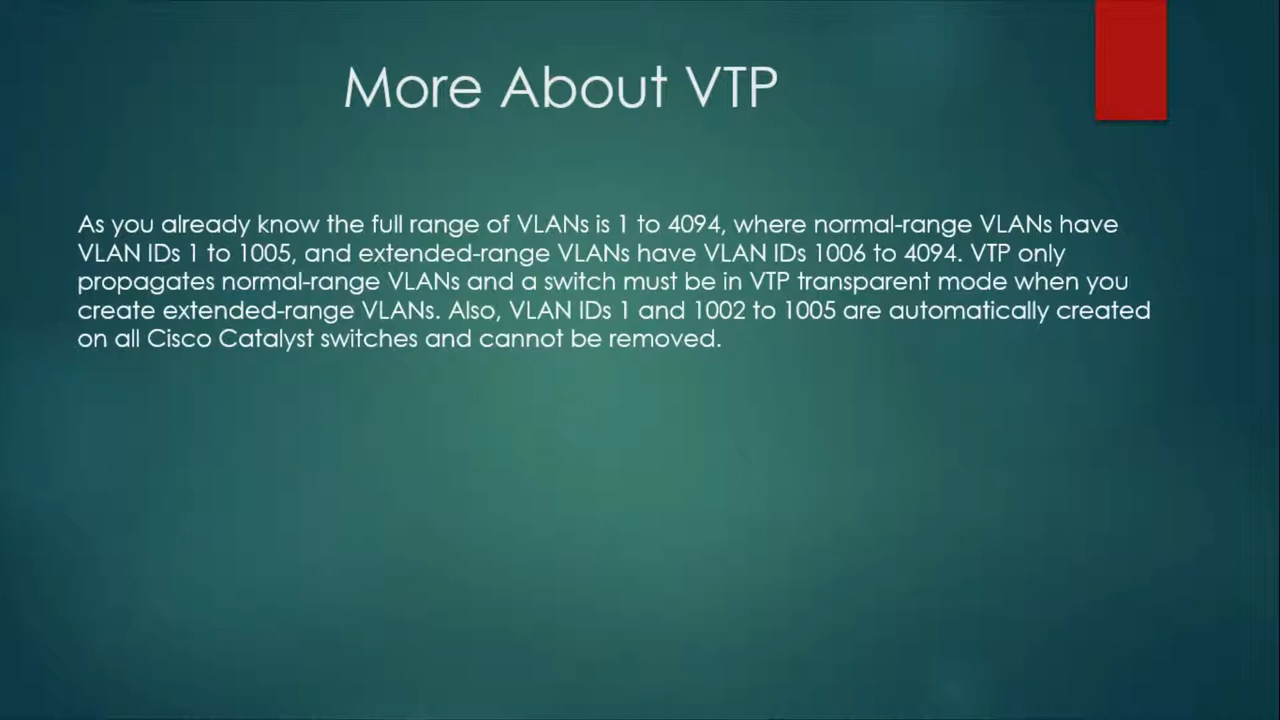 More About VTP
As you already know the full range of VLANs is 1 to 4094, where normal-range VLANs have
VLAN IDs 1 to 1005, and extended-range VLANs have VLAN IDs 1006 to 4094. VTP only
propagates normal-range VLANs and a switch must be in VTP transparent mode when you
create extended-range VLANs. Also, VLAN IDs 1 and 1002 to 1005 are automatically created
on all Cisco Catalyst switches and cannot be removed.